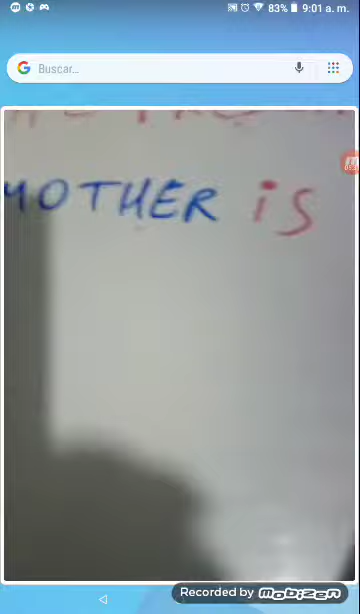 83% 9:01 a. m.
Buscar...
MOTHER is
Recorded by mobizen